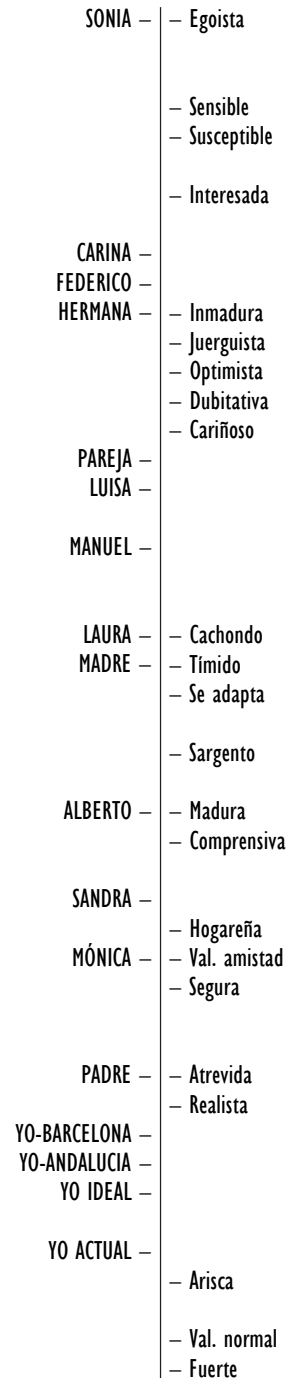 SONIA – – Egoista
– Sensible
– Susceptible
– Interesada
CARINA –
FEDERICO –
HERMANA – – Inmadura
– Juerguista
– Optimista
– Dubitativa
– Cariñoso
PAREJA –
LUISA –
MANUEL –
LAURA – – Cachondo
MADRE – – Tímido
– Se adapta
– Sargento
ALBERTO – – Madura
– Comprensiva
SANDRA –
– Hogareña
MÓNICA – – Val. amistad
– Segura
PADRE – – Atrevida
– Realista
YO-BARCELONA –
YO-ANDALUCIA –
YO IDEAL –
YO ACTUAL –
– Arisca
– Val. normal
– Fuerte